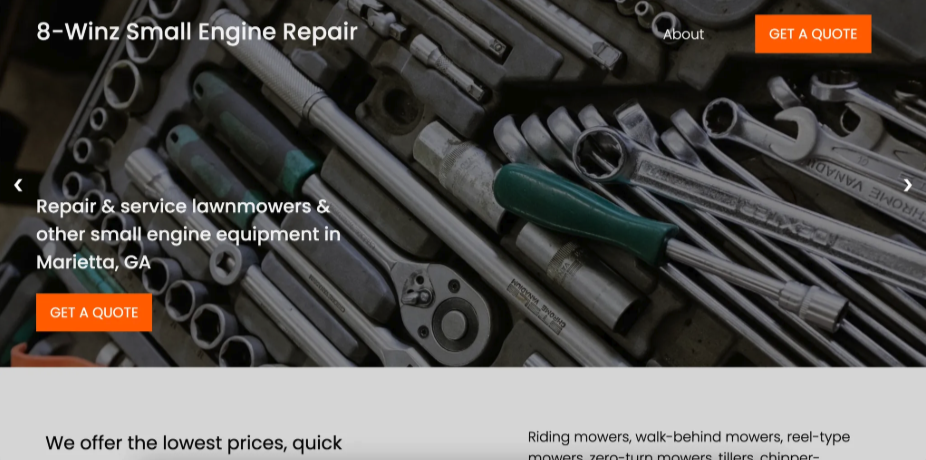 8-Winz Small Engine Repair
About
GET A QUOTE
CHROME VANADIUM
Repair & service lawnmowers &
other small engine equipment in
Marietta, GA
GET A QUOTE
We offer the lowest prices, quick
Riding mowers, walk-behind mowers, reel-type
mowers, zero-turn mowers, tillers, chipper-